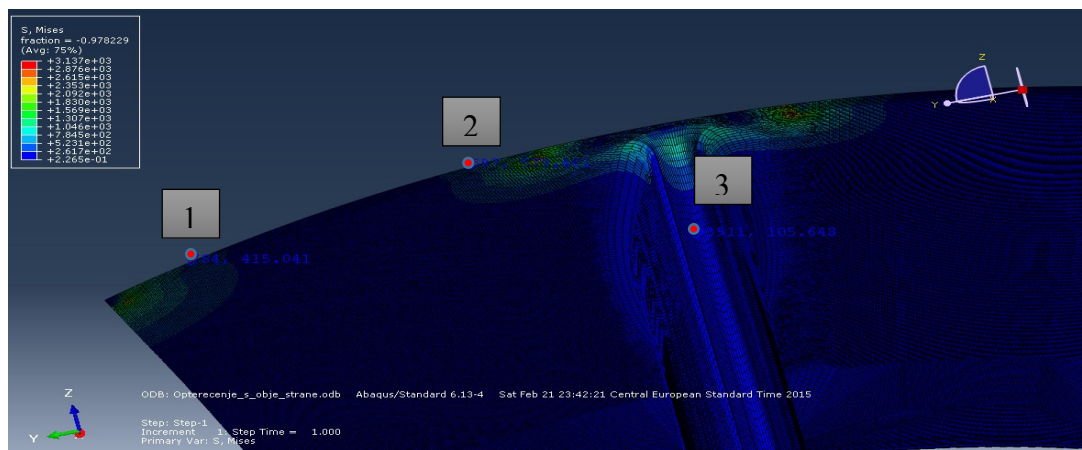 S, Mises
fraction = -0.978229
(Avg: 75%)
+3.137e+03
+2.876e+03
+2.615e+03
+2.353e+03
+2.092e+03
+1.830e+03
+1.569e+03
+1.307e+03
+1.046e+03
+7.845e+02
+5.231e+02
+2.617e+02
+2.265e-01
Z
Y
X
2
1
3
415.041
105.648
ODB: Opterecenje_s_obje_strane.odb Abaqus/Standard 6.13-4 Sat Feb 21 23:42:21 Central European Standard Time 2015
Z
Y
Step: Step-1
Increment 1: Step Time = 1.000
Primary Var: S, Mises